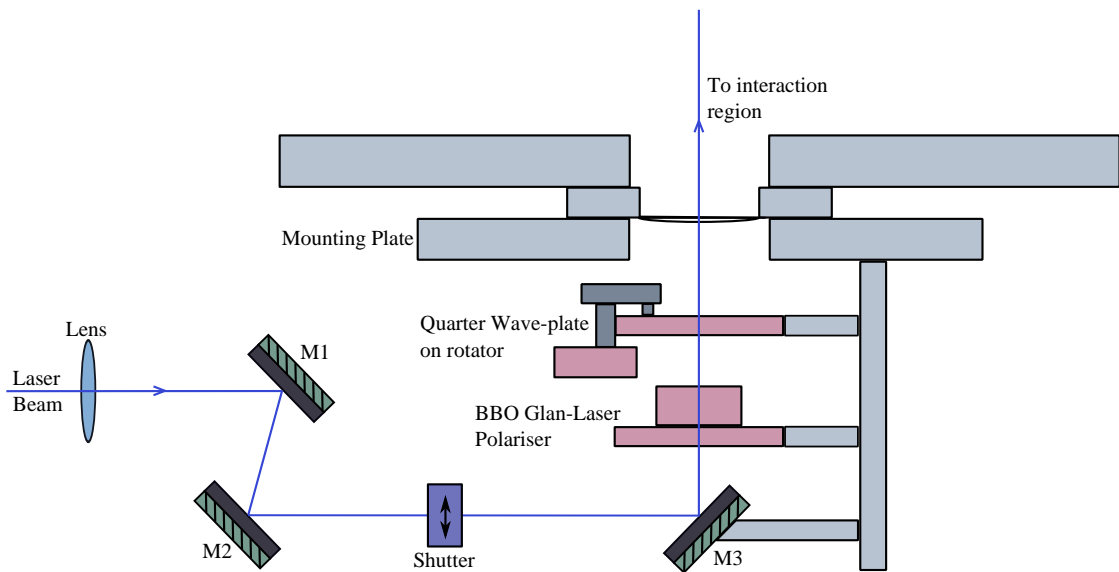 To interaction
region
Mounting Plate
Quarter Wave-plate
on rotator
Lens
M1
Laser
Beam
BBO Glan-Laser
Polariser
M2
Shutter
M3